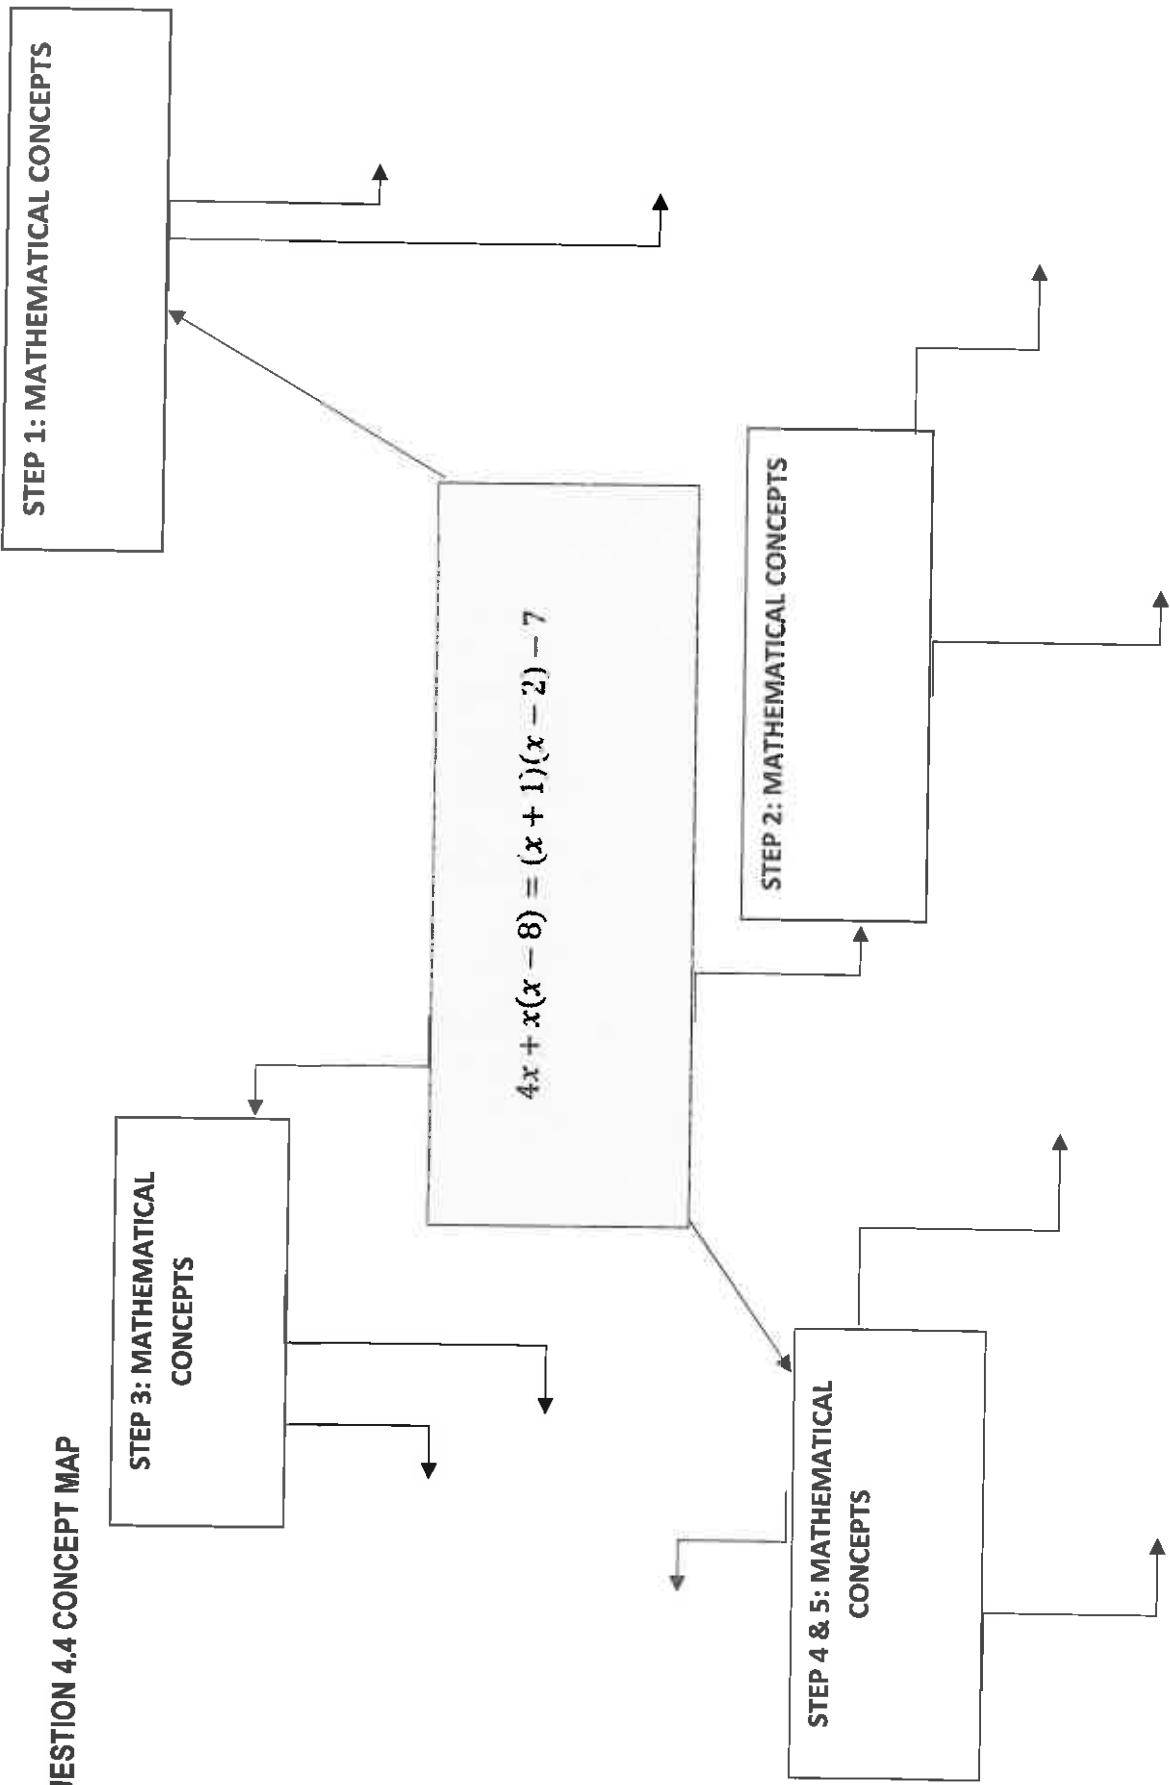 UESTION 4.4 CONCEPT MAP
STEP 3: MATHEMATICAL
CONCEPTS
STEP 1: MATHEMATICAL CONCEPTS
4x + x(x − 8) = (x + 1)(x − 2) − 7
STEP 4 & 5: MATHEMATICAL
CONCEPTS
STEP 2: MATHEMATICAL CONCEPTS